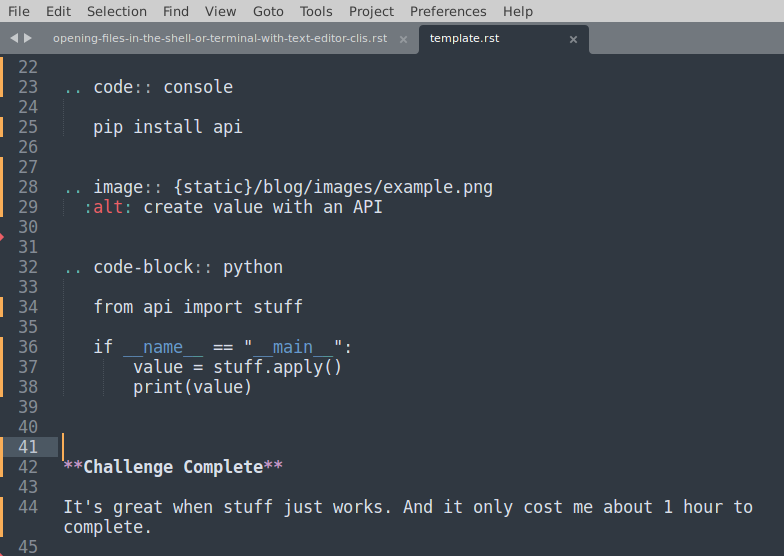 File Edit Selection Find View Goto Tools Project Preferences Help
opening-files-in-the-shell-or-terminal-with-text-editor-clis.rst × template.rst ×
22
23 .. code:: console
24
25 pip install api
26
27
28 .. image:: {static}/blog/images/example.png
29 :alt: create value with an API
30
31
32 .. code-block:: python
33
34 from api import stuff
35
36 if __name__ == "__main__":
37 value = stuff.apply()
38 print(value)
39
40
41
42 **Challenge Complete**
43
44 It's great when stuff just works. And it only cost me about 1 hour to
complete.
45